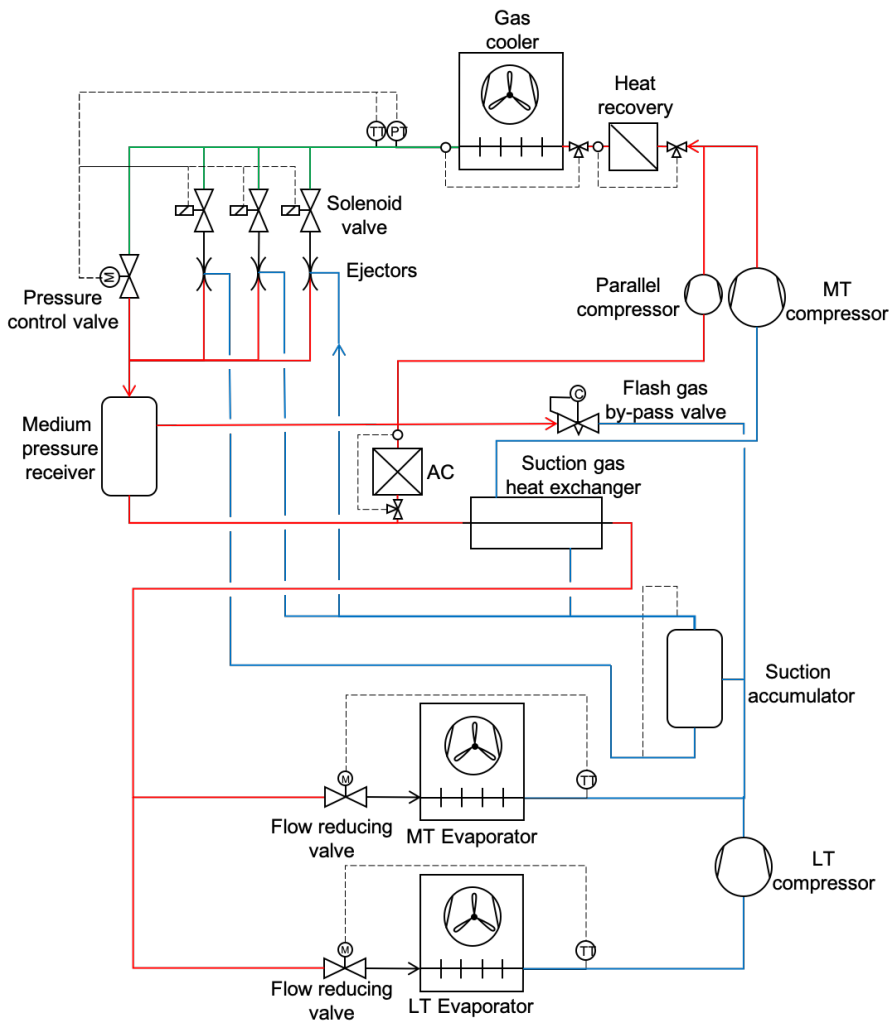 Gas
cooler
Heat
recovery
TT
PT
Solenoid
valve
Ejectors
M
Pressure
control valve
Parallel
compressor
MT
compressor
Medium
pressure
receiver
C
Flash gas
by-pass valve
AC
Suction gas
heat exchanger
Suction
accumulator
M
TT
Flow reducing
valve
MT Evaporator
LT
compressor
M
TT
Flow reducing
valve
LT Evaporator